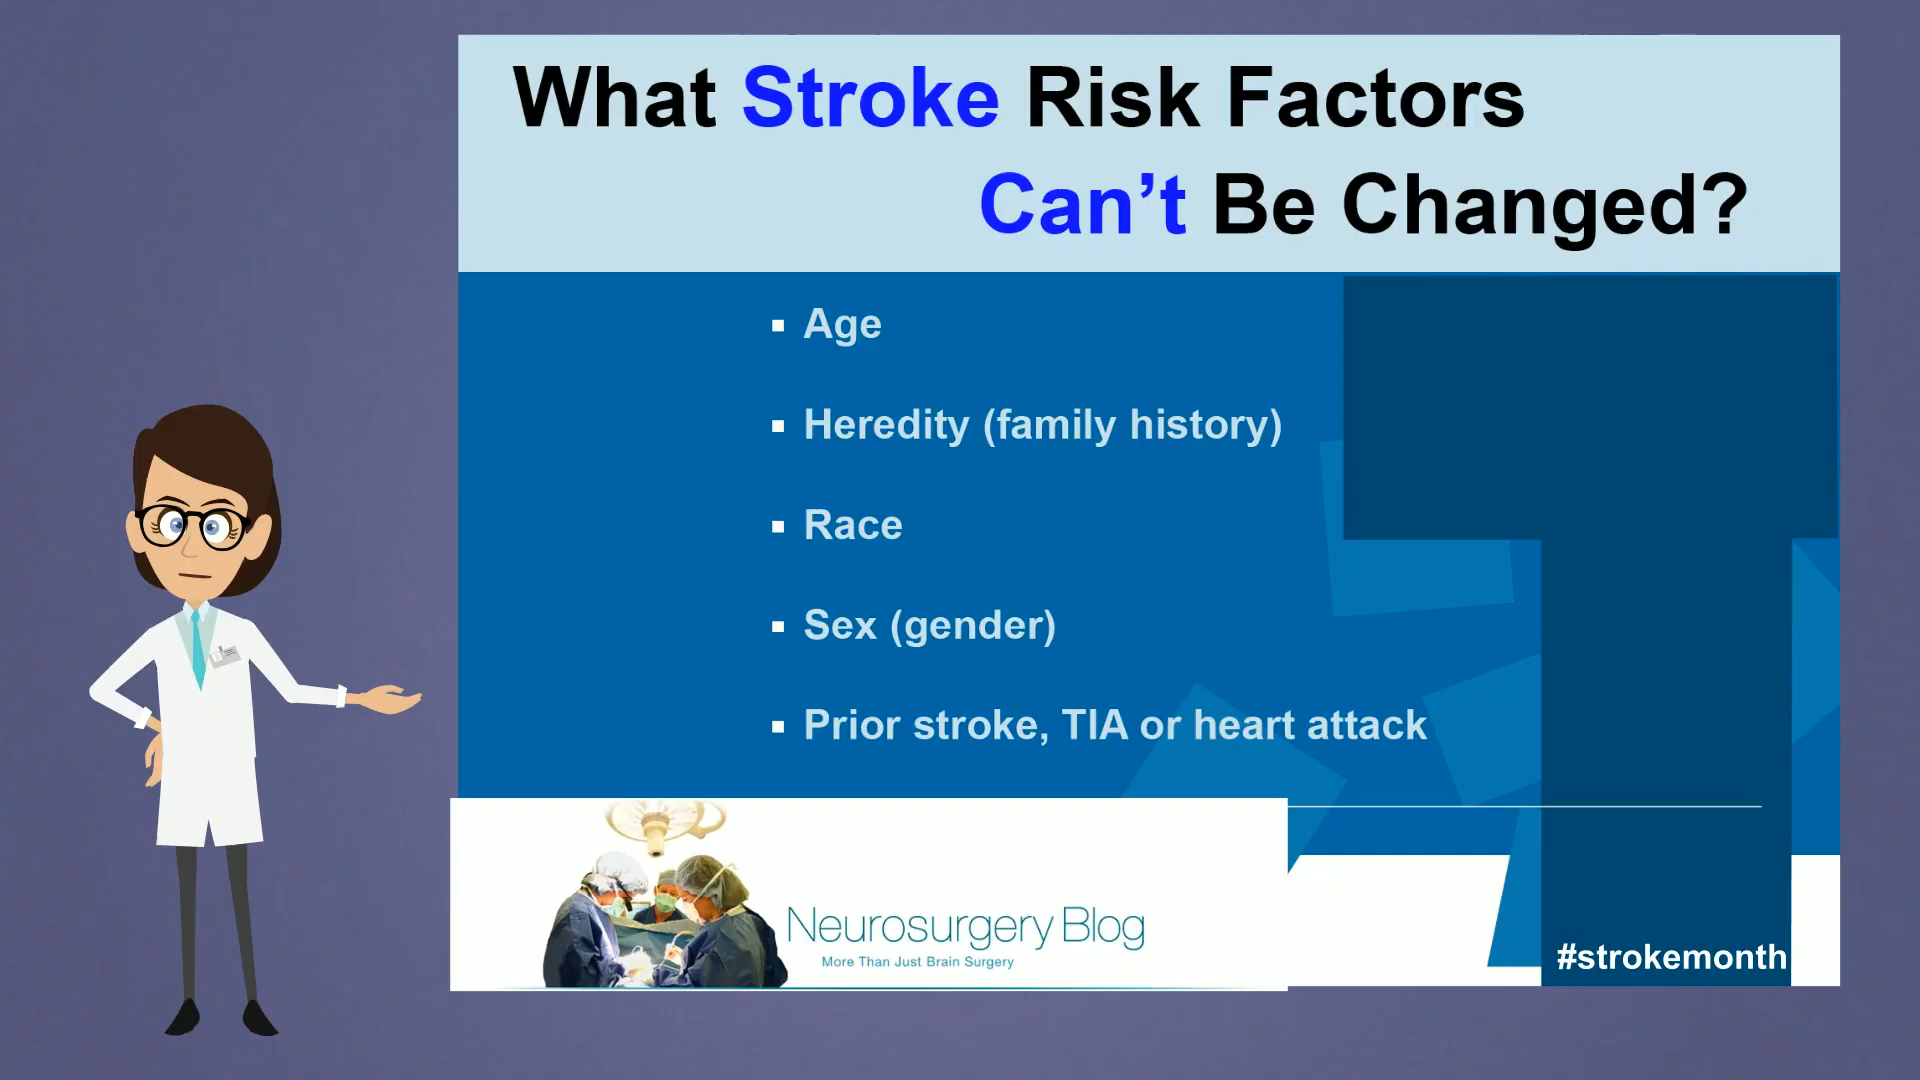 What Stroke Risk Factors
Can’t Be Changed?
▪ Age
▪ Heredity (family history)
▪ Race
▪ Sex (gender)
▪ Prior stroke, TIA or heart attack
Neurosurgery Blog
More Than Just Brain Surgery
#strokemonth